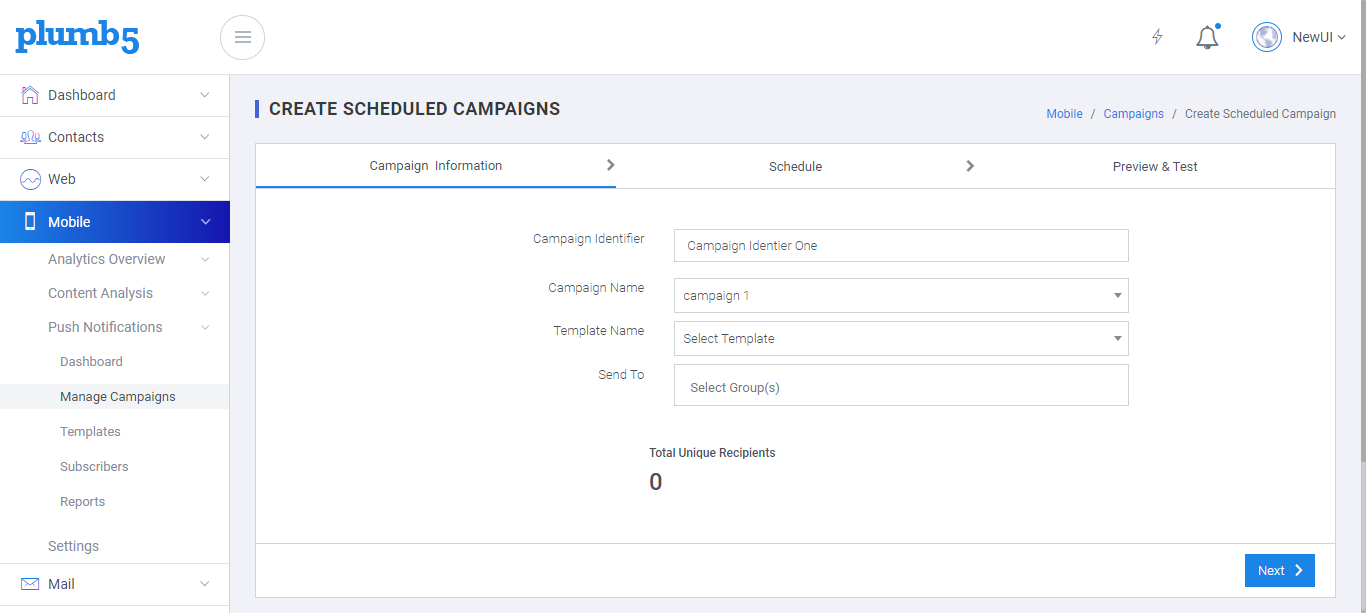 plumb5
NewUI
Dashboard
Contacts
Web
Mobile
Analytics Overview
Content Analysis
Push Notifications
Dashboard
Manage Campaigns
Templates
Subscribers
Reports
Settings
Mail
CREATE SCHEDULED CAMPAIGNS
Mobile / Campaigns / Create Scheduled Campaign
Campaign Information
Schedule
Preview & Test
Campaign Identifier
Campaign Identier One
Campaign Name
campaign 1
Template Name
Select Template
Send To
Select Group(s)
Total Unique Recipients
0
Next